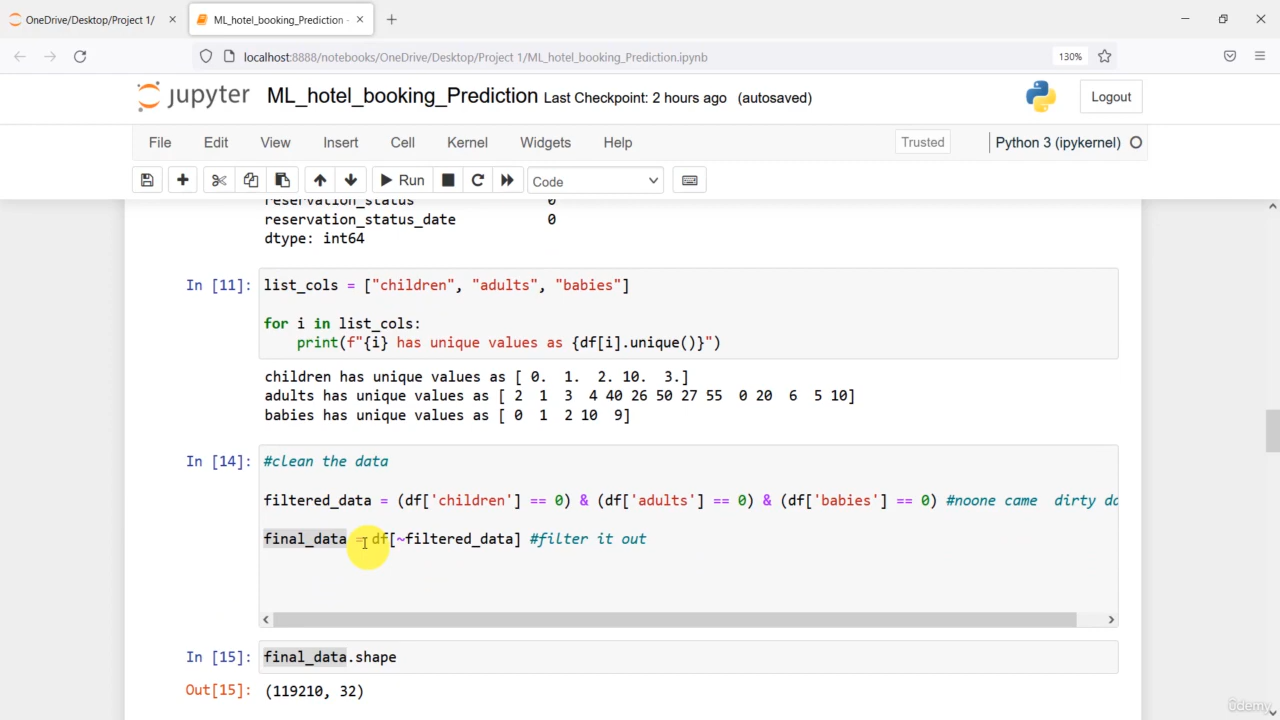 OneDrive/Desktop/Project 1/
ML_hotel_booking_Prediction -
localhost:8888/notebooks/OneDrive/Desktop/Project 1/ML_hotel_booking_Prediction.ipynb
130%
jupyter ML_hotel_booking_Prediction Last Checkpoint: 2 hours ago (autosaved)
Logout
File Edit View Insert Cell Kernel Widgets Help
Trusted
Python 3 (ipykernel)
Run
Code
reservation_status 0
reservation_status_date 0
dtype: int64
In [11]: list_cols = ["children", "adults", "babies"]
for i in list_cols:
print(f"{i} has unique values as {df[i].unique()}")
children has unique values as [ 0. 1. 2. 10. 3.]
adults has unique values as [ 2 1 3 4 40 26 50 27 55 0 20 6 5 10]
babies has unique values as [ 0 1 2 10 9]
In [14]: #clean the data
filtered_data = (df['children'] == 0) & (df['adults'] == 0) & (df['babies'] == 0) #noone came dirty da
final_data = df[~filtered_data] #filter it out
In [15]: final_data.shape
Out[15]: (119210, 32)
ûdemy